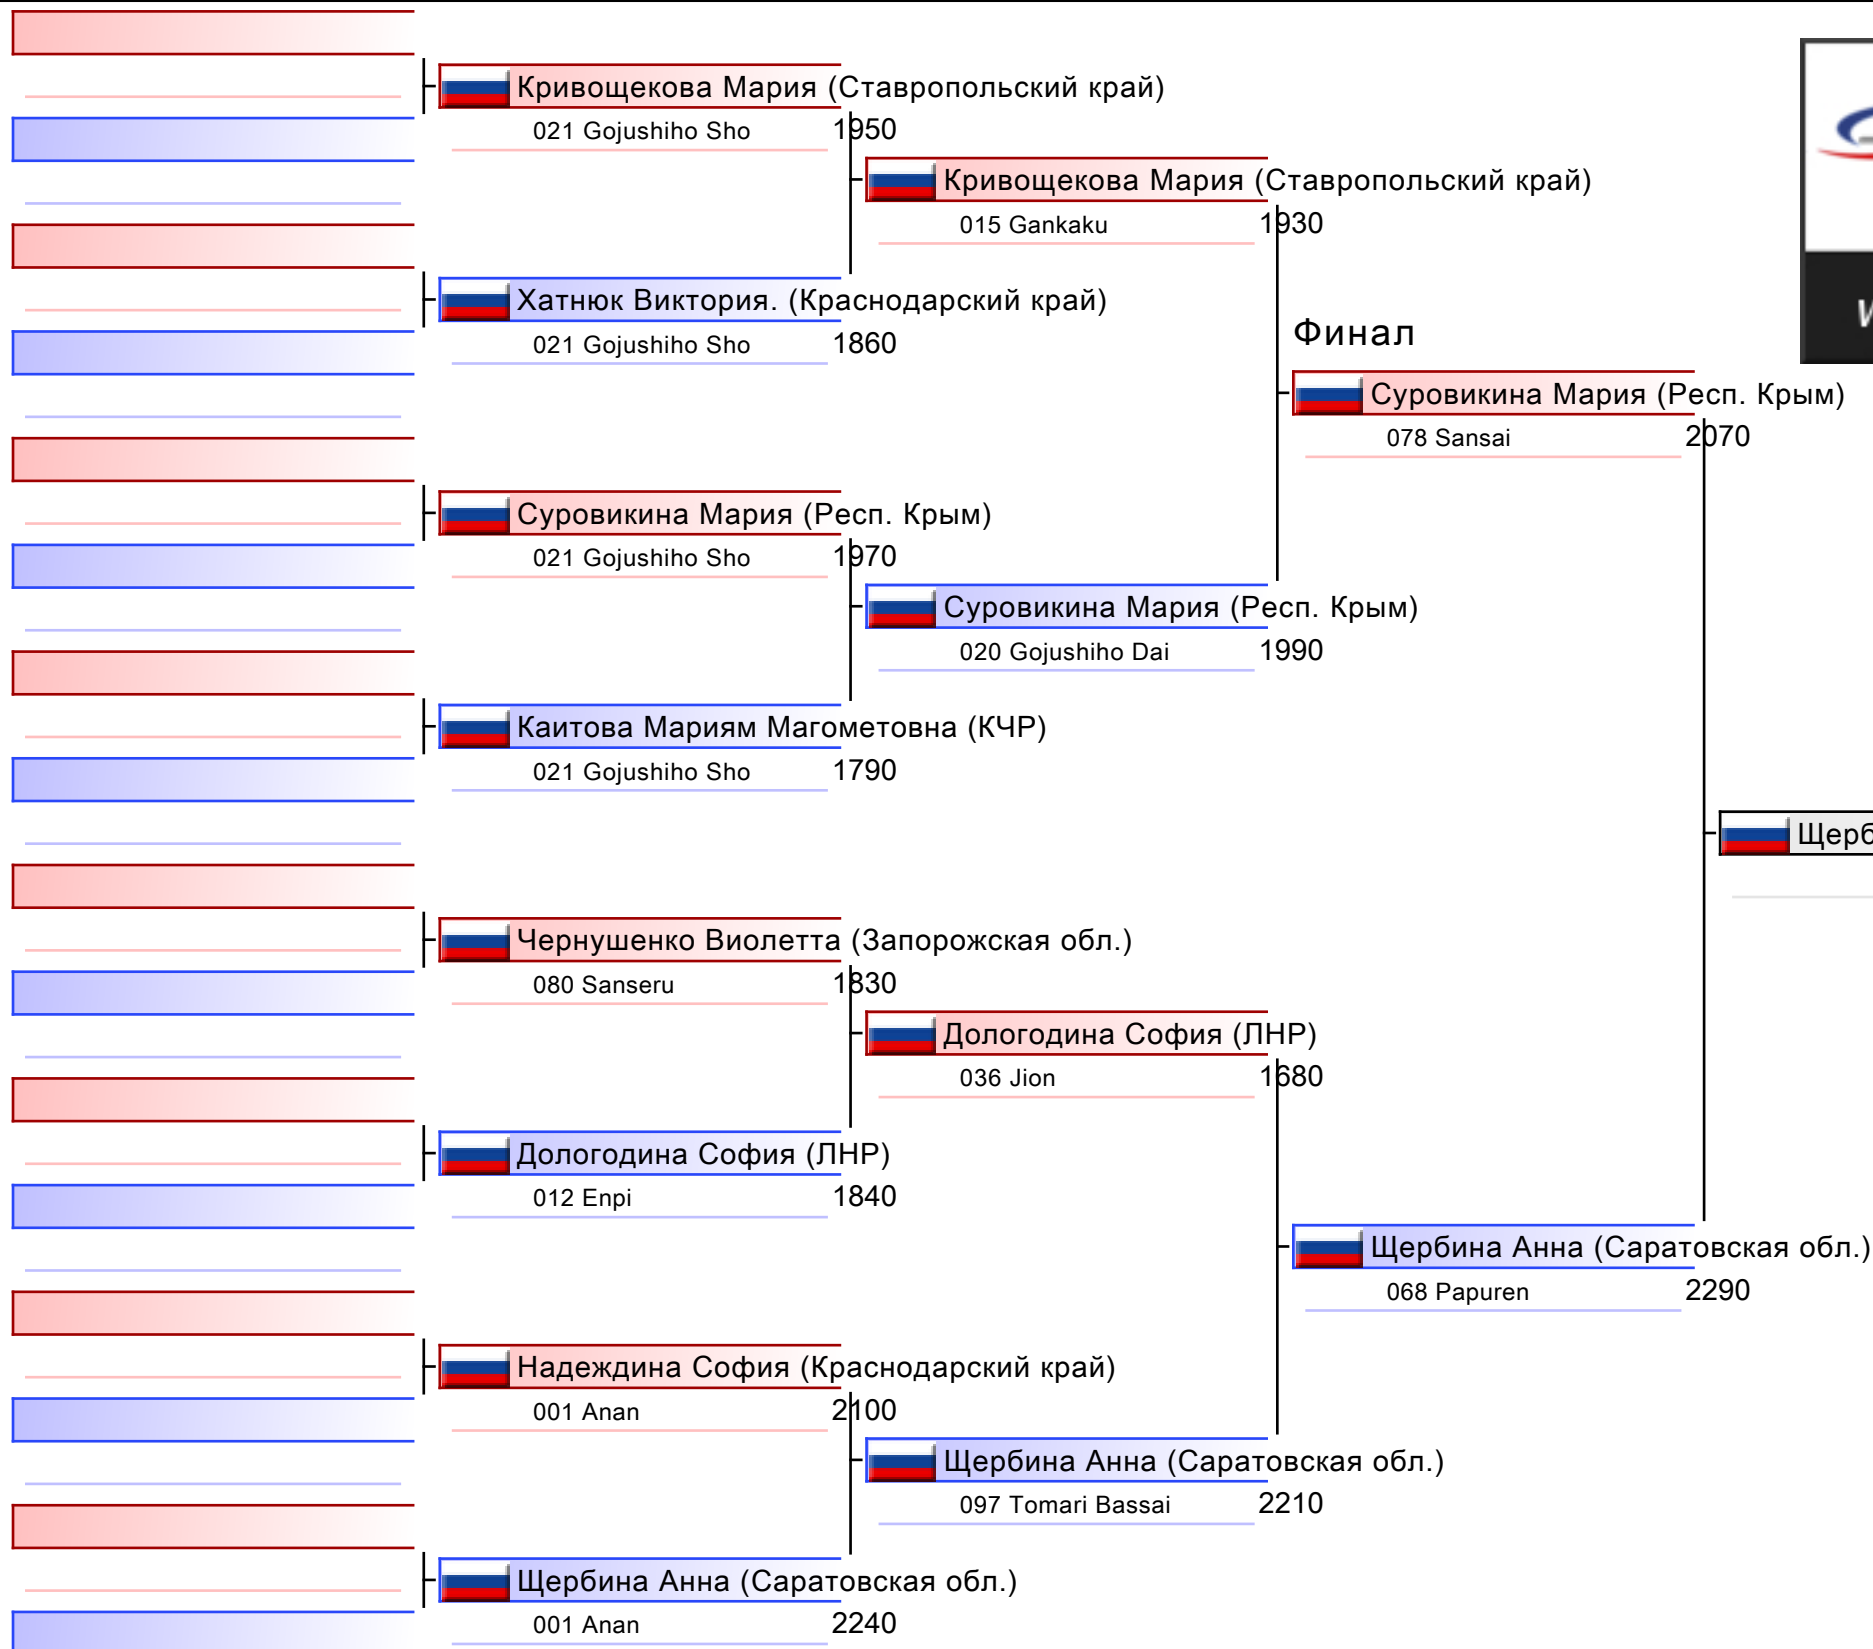 Кривощекова Мария (Ставропольский край)
021 Gojushiho Sho 1950
Кривощекова Мария (Ставропольский край)
015 Gankaku 1930
Хатнюк Виктория. (Краснодарский край)
021 Gojushiho Sho 1860
Финал
Суровикина Мария (Респ. Крым)
078 Sansai 2070
Суровикина Мария (Респ. Крым)
021 Gojushiho Sho 1970
Суровикина Мария (Респ. Крым)
020 Gojushiho Dai 1990
Каитова Мариям Магометовна (КЧР)
021 Gojushiho Sho 1790
Щерб
Чернушенко Виолетта (Запорожская обл.)
080 Sanseru 1830
Дологодина София (ЛНР)
036 Jion 1680
Дологодина София (ЛНР)
012 Enpi 1840
Щербина Анна (Саратовская обл.)
068 Papuren 2290
Надеждина София (Краснодарский край)
001 Anan 2100
Щербина Анна (Саратовская обл.)
097 Tomari Bassai 2210
Щербина Анна (Саратовская обл.)
001 Anan 2240